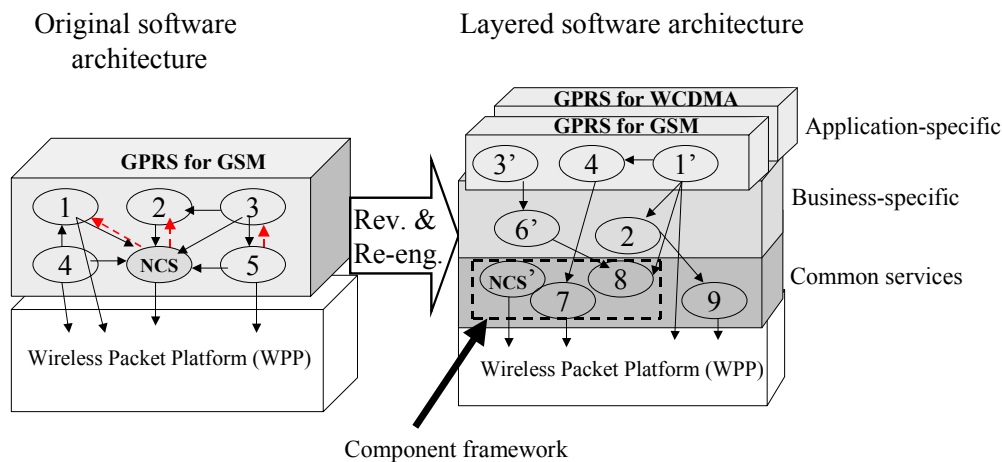 Original software
architecture
GPRS for GSM
1
2
3
4
NCS
5
Wireless Packet Platform (WPP)
Rev. &
Re-eng.
Layered software architecture
GPRS for WCDMA
GPRS for GSM
Application-specific
3’
4
1’
Business-specific
6’
2
Common services
NCS’
8
7
9
Wireless Packet Platform (WPP)
Component framework